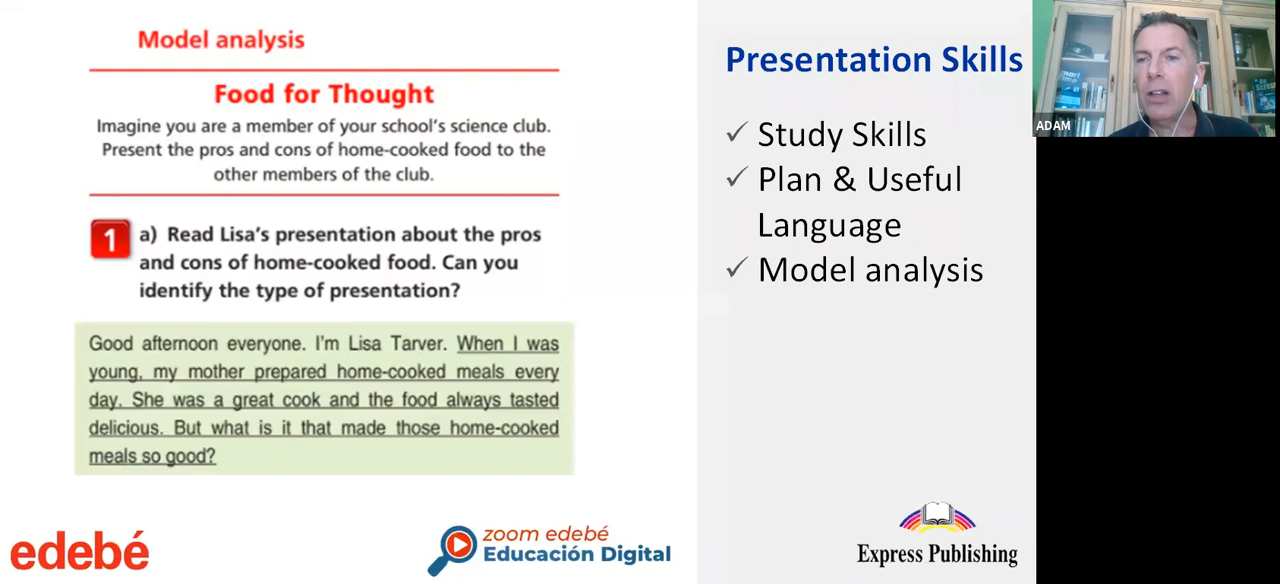 Model analysis
Food for Thought
Imagine you are a member of your school's science club.
Present the pros and cons of home-cooked food to the
other members of the club.
1
a) Read Lisa's presentation about the pros
and cons of home-cooked food. Can you
identify the type of presentation?
Good afternoon everyone. I'm Lisa Tarver. When I was
young, my mother prepared home-cooked meals every
day. She was a great cook and the food always tasted
delicious. But what is it that made those home-cooked
meals so good?
edebé
zoom edebé
Educación Digital
Presentation Skills
✓ Study Skills
✓ Plan & Useful
Language
✓ Model analysis
Express Publishing
ADAM